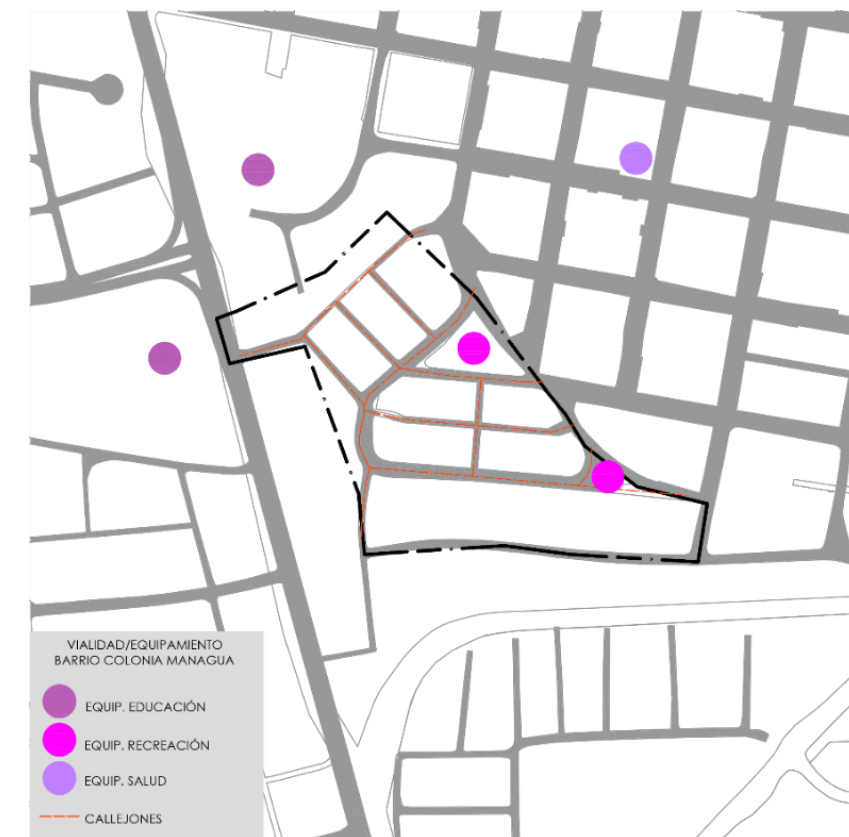 VIALIDAD/EQUIPAMIENTO
BARRIO COLONIA MANAGUA
EQUIP. EDUCACIÓN
EQUIP. RECREACIÓN
EQUIP. SALUD
CALLEJONES